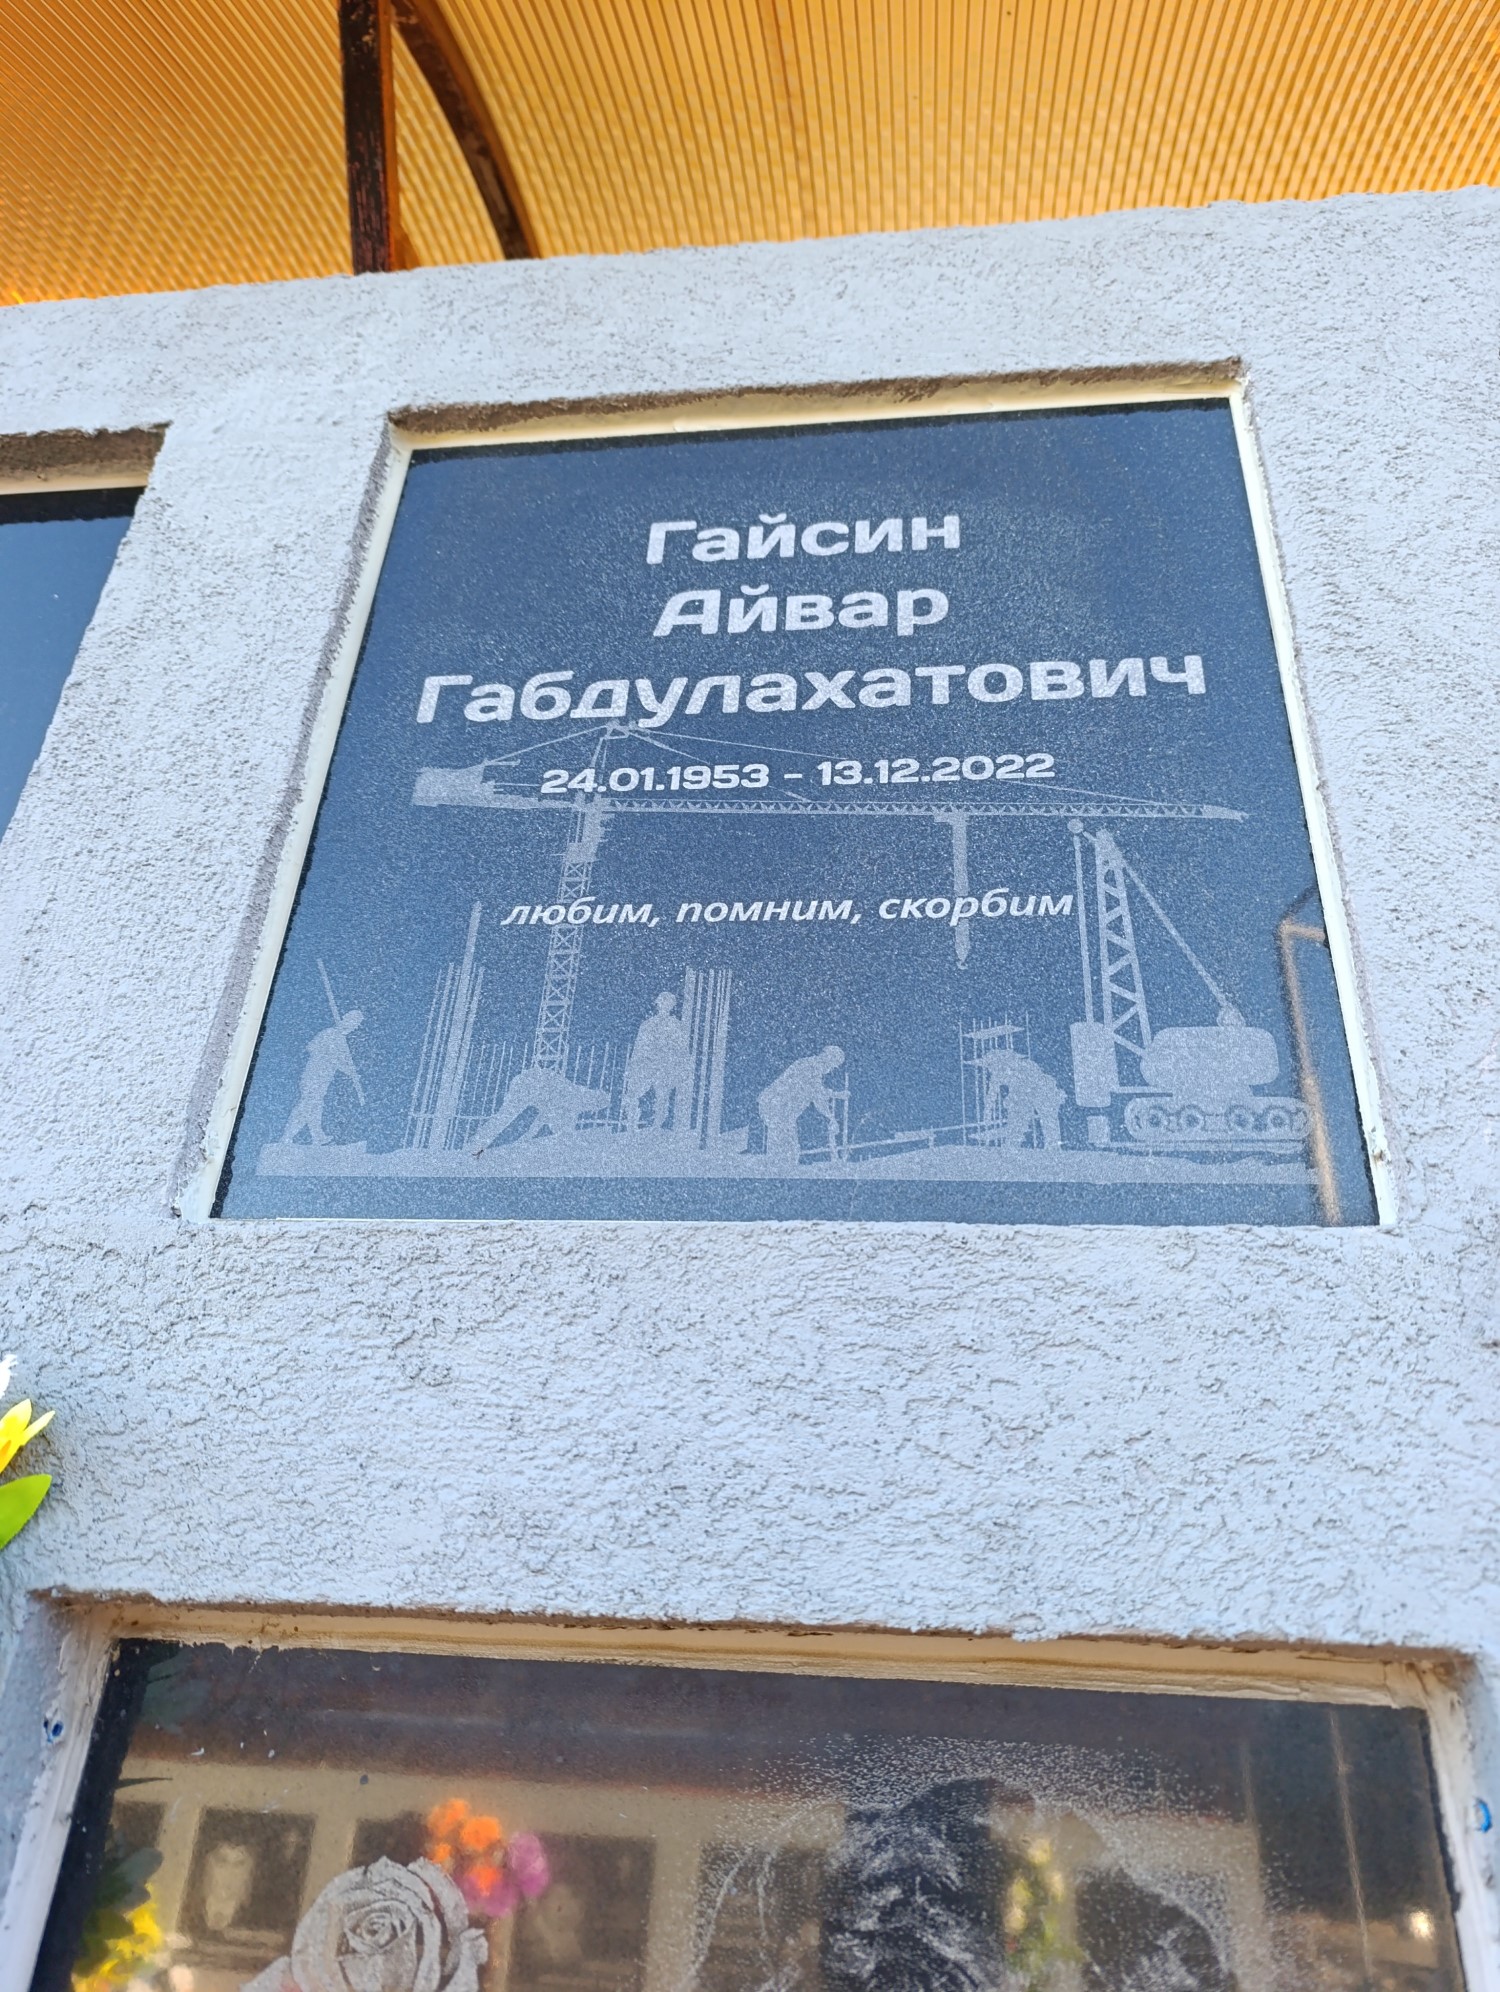 Гайсин
Айвар
Габдулахатович
24.01.1953 - 13.12.2022
любим, помним, скорбим